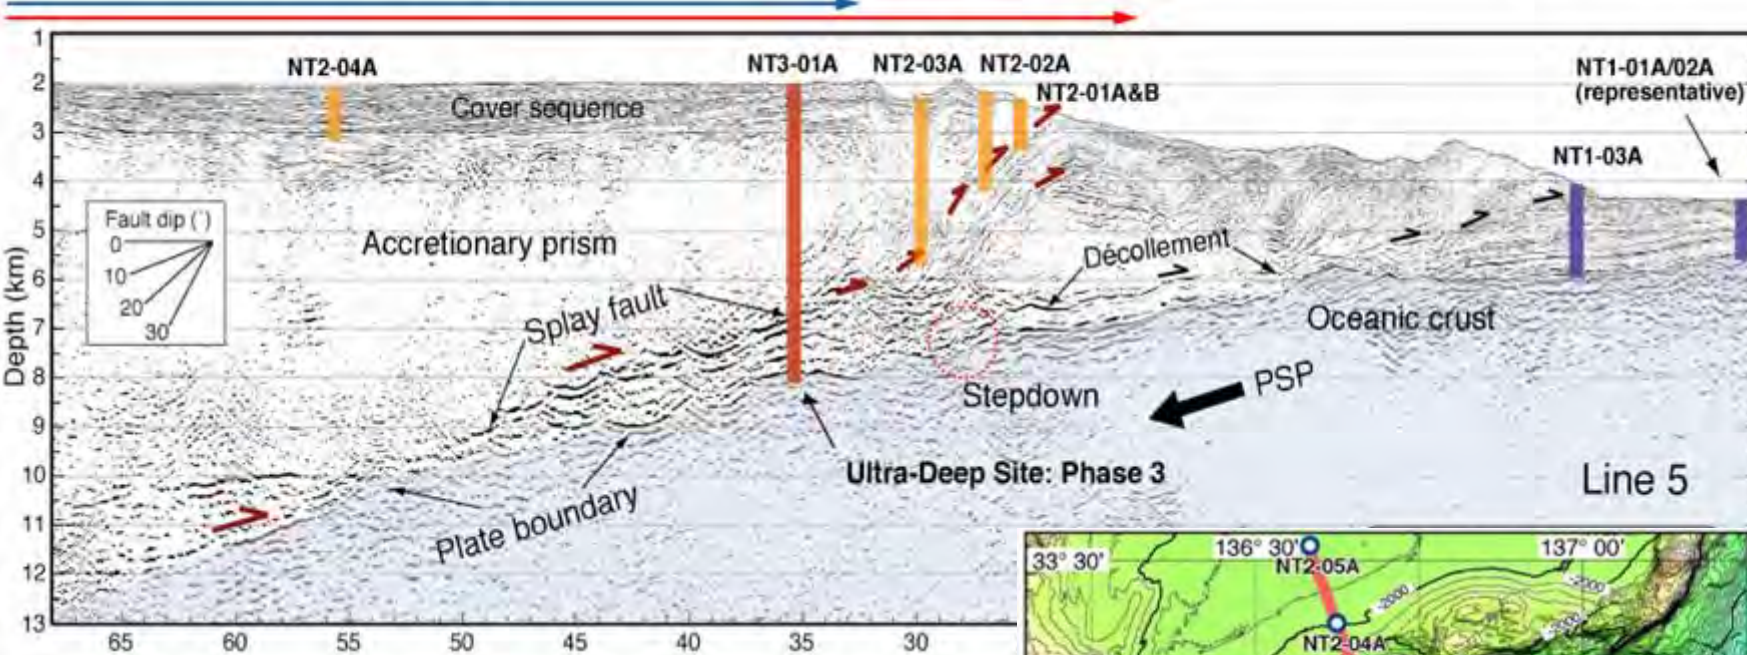 1
2
3
4
5
6
7
8
9
10
11
12
13
Depth (km)
NT2-04A
NT3-01A
NT2-03A
NT2-02A
NT2-01A&B
NT1-01A/02A
(representative)
NT1-03A
Cover sequence
Fault dip (°)
0
10
20
30
Accretionary prism
Splay fault
Décollement
Oceanic crust
Stepdown
PSP
Ultra-Deep Site: Phase 3
Plate boundary
Line 5
65
60
55
50
45
40
35
30
33° 30'
136° 30'
137° 00'
NT2-05A
-2000
-2000
-2000
NT2-04A